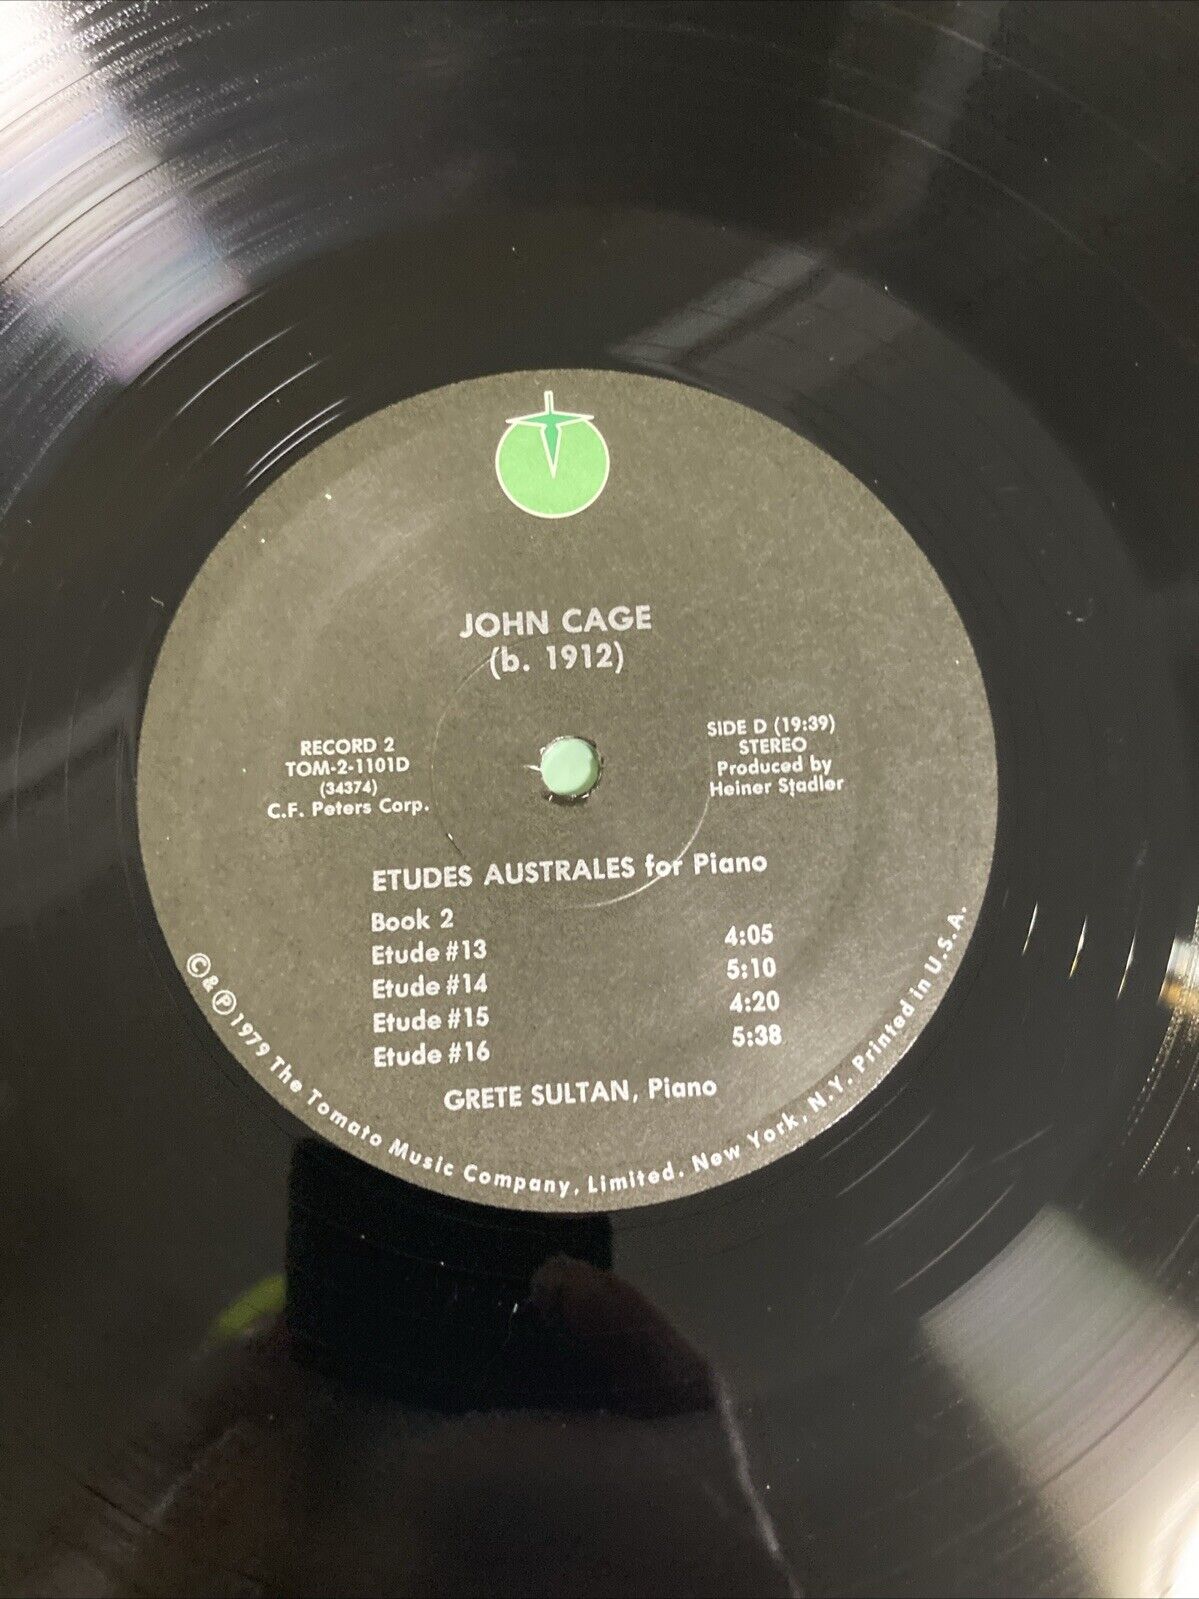 JOHN CAGE
(b. 1912)
RECORD 2
TOM-2-1101D
(34374)
C.F. Peters Corp.
SIDE D (19:39)
STEREO
Produced by
Heiner Stadler
ETUDES AUSTRALES for Piano
Book 2
Etude #13 4:05
Etude #14 5:10
Etude #15 4:20
Etude #16 5:38
GRETE SULTAN, Piano
©&℗1979 The Tomato Music Company, Limited. New York, N.Y. Printed in U.S.A.